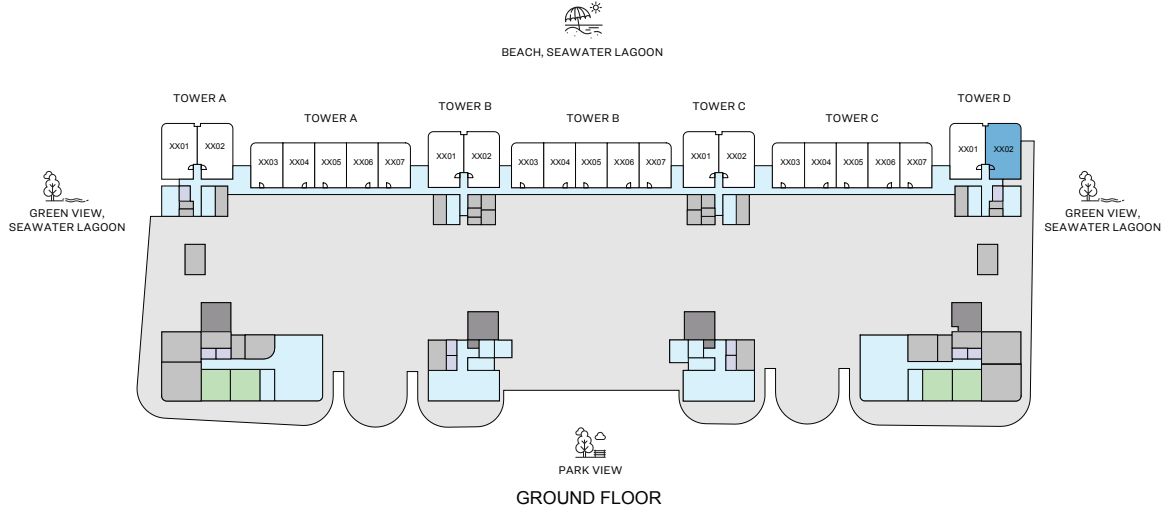 BEACH, SEAWATER LAGOON
TOWER A
TOWER A
TOWER B
TOWER B
TOWER C
TOWER C
TOWER D
XX01 XX02
XX03 XX04 XX05 XX06 XX07
XX01 XX02
XX03 XX04 XX05 XX06 XX07
XX01 XX02
XX03 XX04 XX05 XX06 XX07
XX01 XX02
GREEN VIEW,
SEAWATER LAGOON
GREEN VIEW,
SEAWATER LAGOON
PARK VIEW
GROUND FLOOR